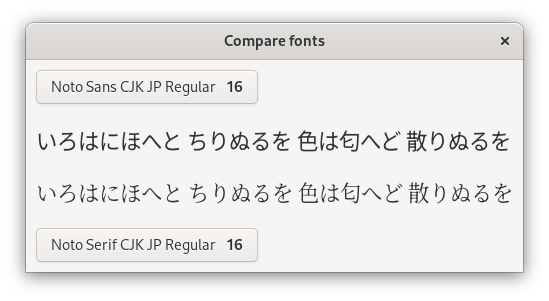 Compare fonts ×
Noto Sans CJK JP Regular 16
いろはにほへと ちりぬるを 色は匂へど 散りぬるを
いろはにほへと ちりぬるを 色は匂へど 散りぬるを
Noto Serif CJK JP Regular 16